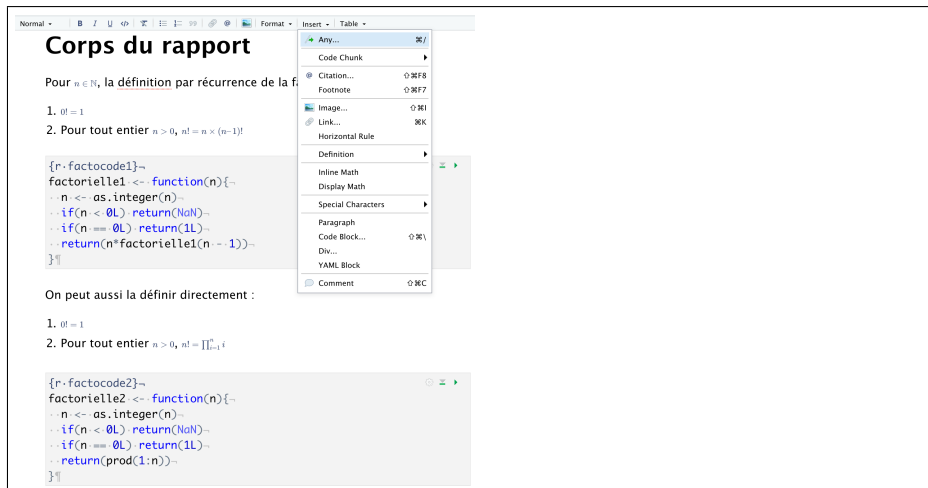 Normal B I U </> Format Insert Table
Corps du rapport
Any... ⌘/
Code Chunk
Pour n ∈ ℕ, la définition par récurrence de la fa
Citation... ⇧⌘F8
Footnote ⇧⌘F7
1. 0! = 1
Image... ⇧⌘I
Link... ⌘K
2. Pour tout entier n > 0, n! = n × (n−1)!
Horizontal Rule
Definition
{r·factocode1}¬
Inline Math
factorielle1·<-·function(n){¬
Display Math
··n·<-·as.integer(n)¬
Special Characters
··if(n·<·0L)·return(NaN)¬
Paragraph
··if(n·==·0L)·return(1L)¬
Code Block... ⇧⌘\
··return(n*factorielle1(n·-·1))¬
Div...
}¶
YAML Block
Comment ⇧⌘C
On peut aussi la définir directement :
1. 0! = 1
2. Pour tout entier n > 0, n! = ∏ⁿᵢ₌₁ i
{r·factocode2}¬
factorielle2·<-·function(n){¬
··n·<-·as.integer(n)¬
··if(n·<·0L)·return(NaN)¬
··if(n·==·0L)·return(1L)¬
··return(prod(1:n))¬
}¶